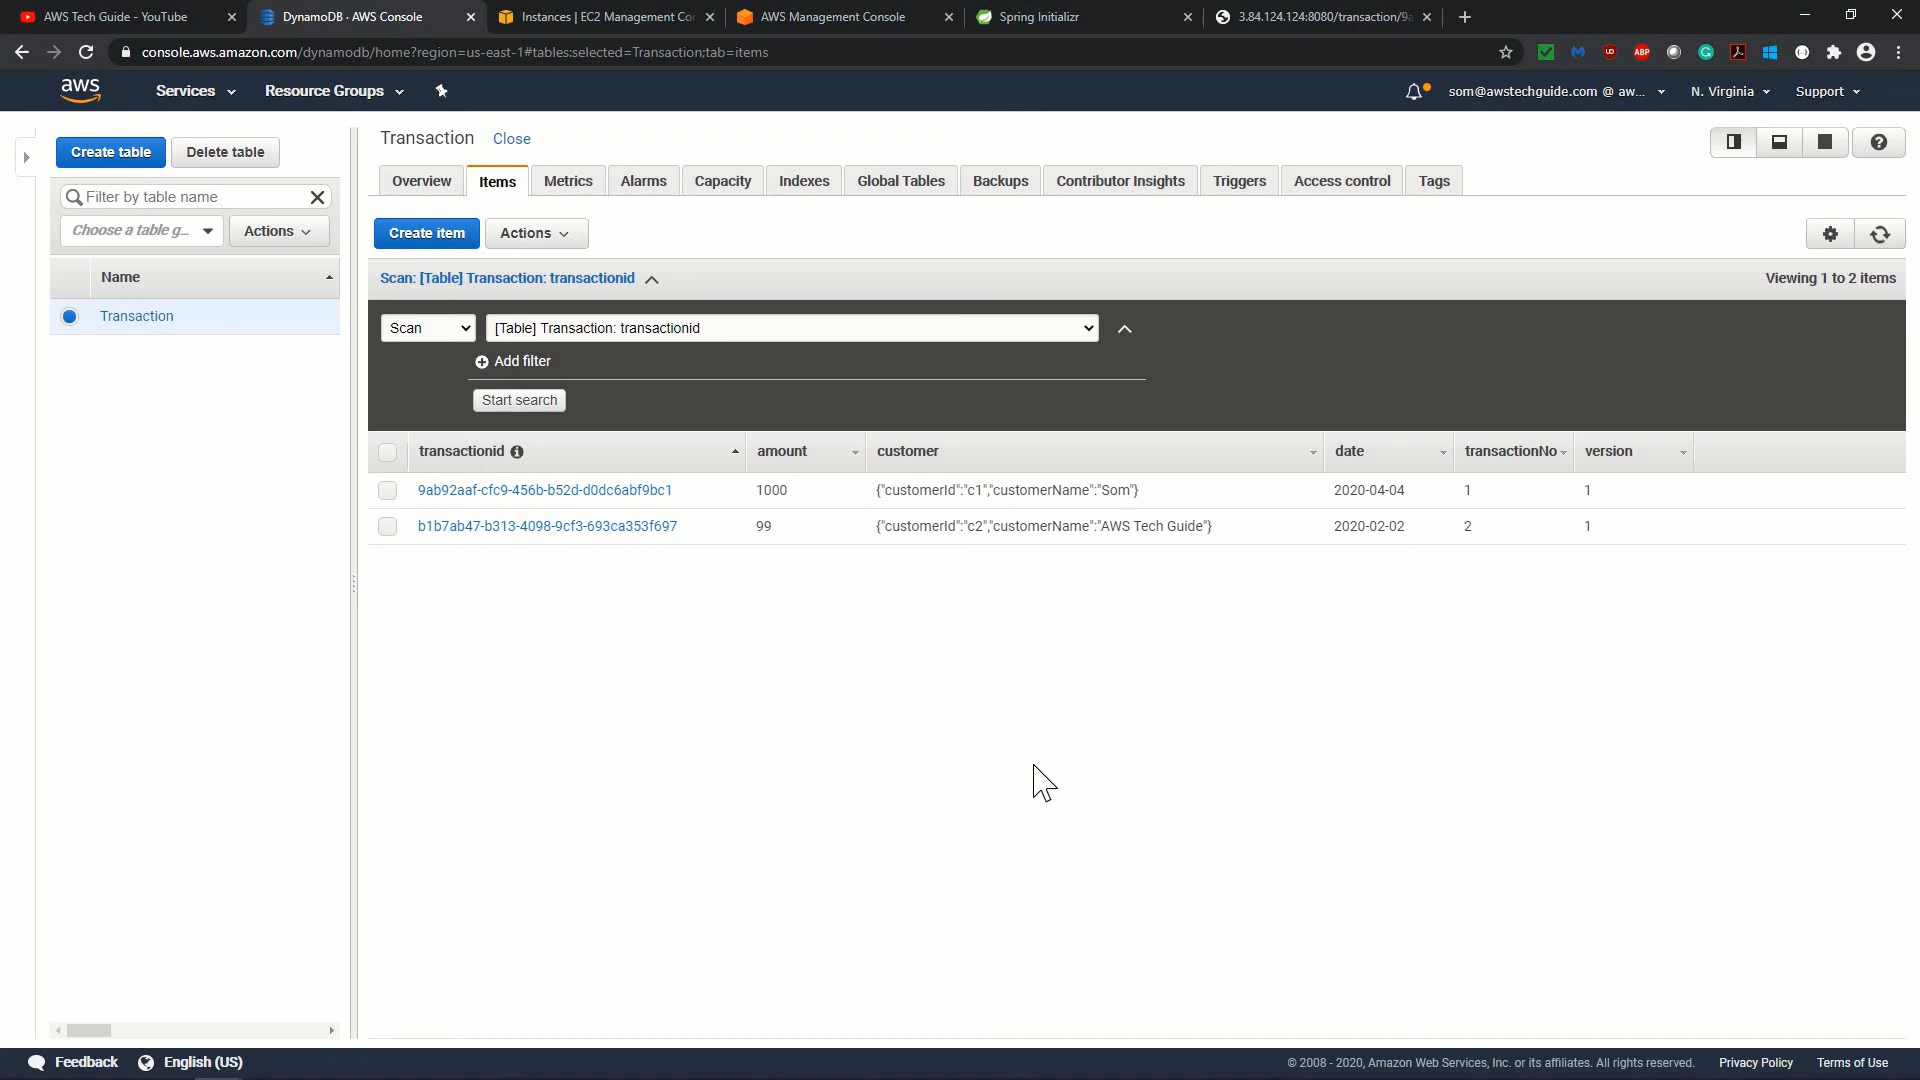 AWS Tech Guide - YouTube
DynamoDB · AWS Console
Instances | EC2 Management Co
AWS Management Console
Spring Initializr
3.84.124.124:8080/transaction/9a
console.aws.amazon.com/dynamodb/home?region=us-east-1#tables:selected=Transaction;tab=items
aws
Services
Resource Groups
som@awstechguide.com @ aw...
N. Virginia
Support
Create table
Delete table
Filter by table name
Choose a table g...
Actions
Name
Transaction
Transaction
Close
Overview
Items
Metrics
Alarms
Capacity
Indexes
Global Tables
Backups
Contributor Insights
Triggers
Access control
Tags
Create item
Actions
Scan: [Table] Transaction: transactionid
Viewing 1 to 2 items
Scan
[Table] Transaction: transactionid
Add filter
Start search
transactionid
amount
customer
date
transactionNo
version
9ab92aaf-cfc9-456b-b52d-d0dc6abf9bc1
1000
{"customerId":"c1","customerName":"Som"}
2020-04-04
1
1
b1b7ab47-b313-4098-9cf3-693ca353f697
99
{"customerId":"c2","customerName":"AWS Tech Guide"}
2020-02-02
2
1
Feedback
English (US)
© 2008 - 2020, Amazon Web Services, Inc. or its affiliates. All rights reserved.
Privacy Policy
Terms of Use